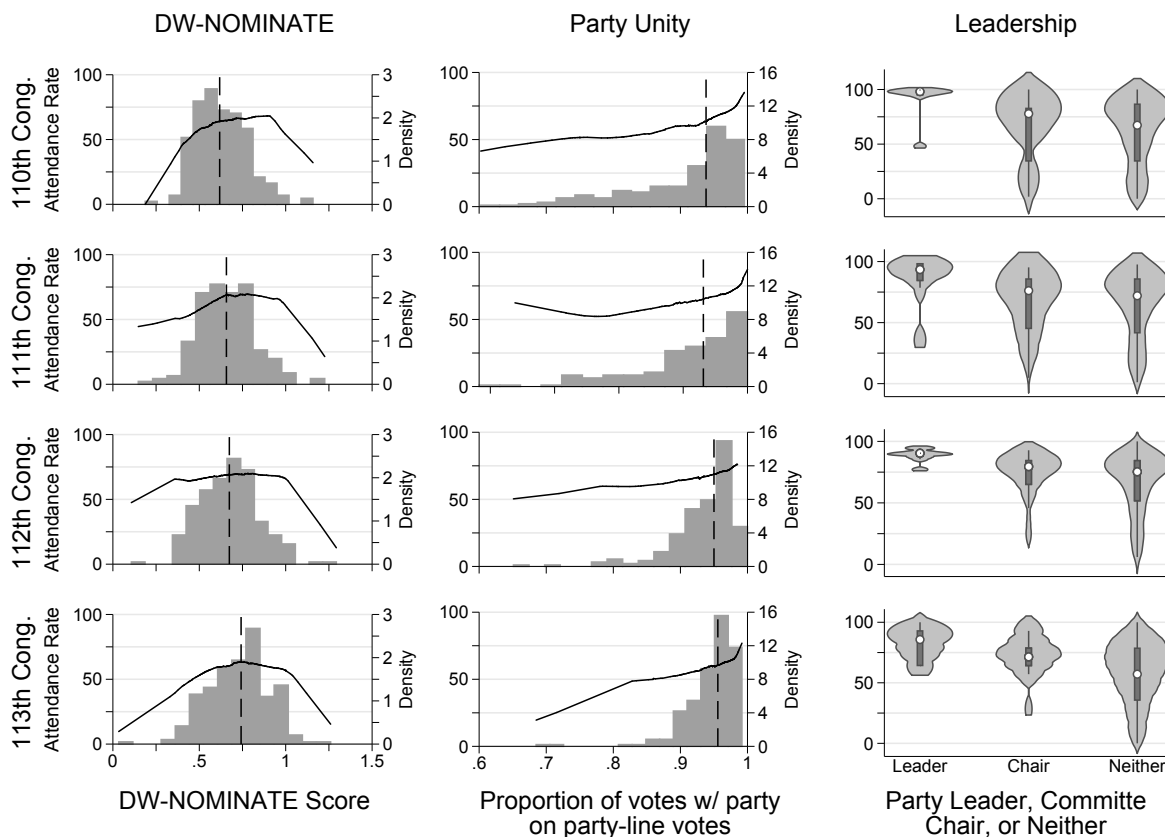 DW-NOMINATE
Party Unity
Leadership
110th Cong.
Attendance Rate
100
50
0
3
2
1
0
Density
100
50
0
16
12
8
4
0
Density
100
50
0
111th Cong.
Attendance Rate
100
50
0
3
2
1
0
Density
100
50
0
16
12
8
4
0
Density
100
50
0
112th Cong.
Attendance Rate
100
50
0
3
2
1
0
Density
100
50
0
16
12
8
4
0
Density
100
50
0
113th Cong.
Attendance Rate
100
50
0
3
2
1
0
Density
100
50
0
16
12
8
4
0
Density
100
50
0
0 .5 1 1.5
.6 .7 .8 .9 1
Leader Chair Neither
DW-NOMINATE Score
Proportion of votes w/ party
on party-line votes
Party Leader, Committe
Chair, or Neither